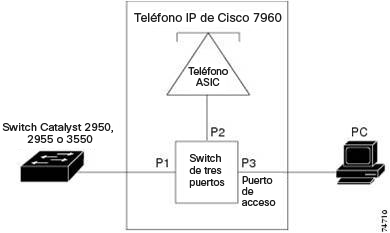 Teléfono IP de Cisco 7960
Teléfono
ASIC
Switch Catalyst 2950,
2955 o 3550
P2
PC
P1
Switch
de tres
puertos
P3
Puerto
de
acceso
74719